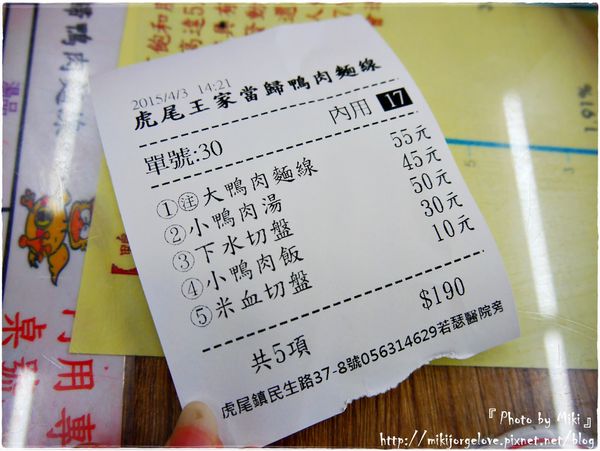 2015/4/3 14:21
虎尾王家當歸鴨肉麵線
內用 17
單號:30
①㊟大鴨肉麵線 55元
②小鴨肉湯 45元
③下水切盤 50元
④小鴨肉飯 30元
⑤米血切盤 10元
共5項 $190
虎尾鎮民生路37-8號056314629若瑟醫院旁
1.91%
『 Photo by Miki 』
http://mikijorgelove.pixnet.net/blog